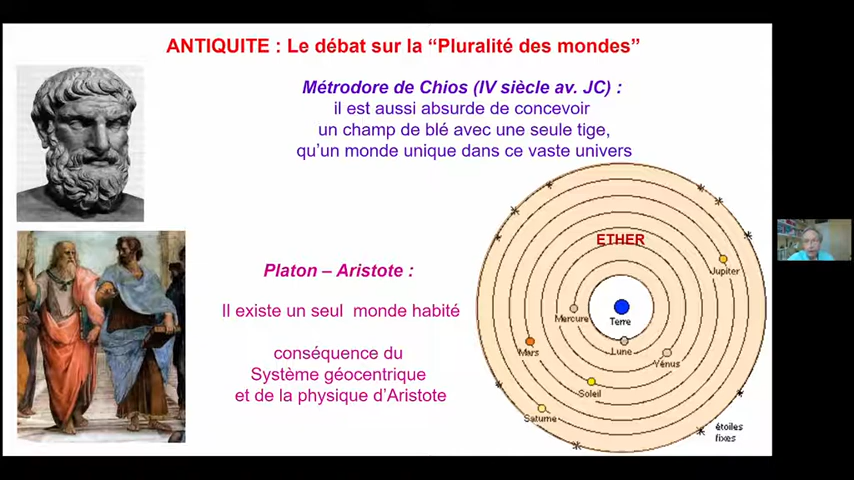 ANTIQUITE : Le débat sur la “Pluralité des mondes”
Métrodore de Chios (IV siècle av. JC) :
il est aussi absurde de concevoir
un champ de blé avec une seule tige,
qu’un monde unique dans ce vaste univers
Platon – Aristote :
Il existe un seul monde habité
conséquence du
Système géocentrique
et de la physique d’Aristote
ETHER
Jupiter
Mercure
Terre
Mars
Lune
Vénus
Soleil
Saturne
étoiles
fixes